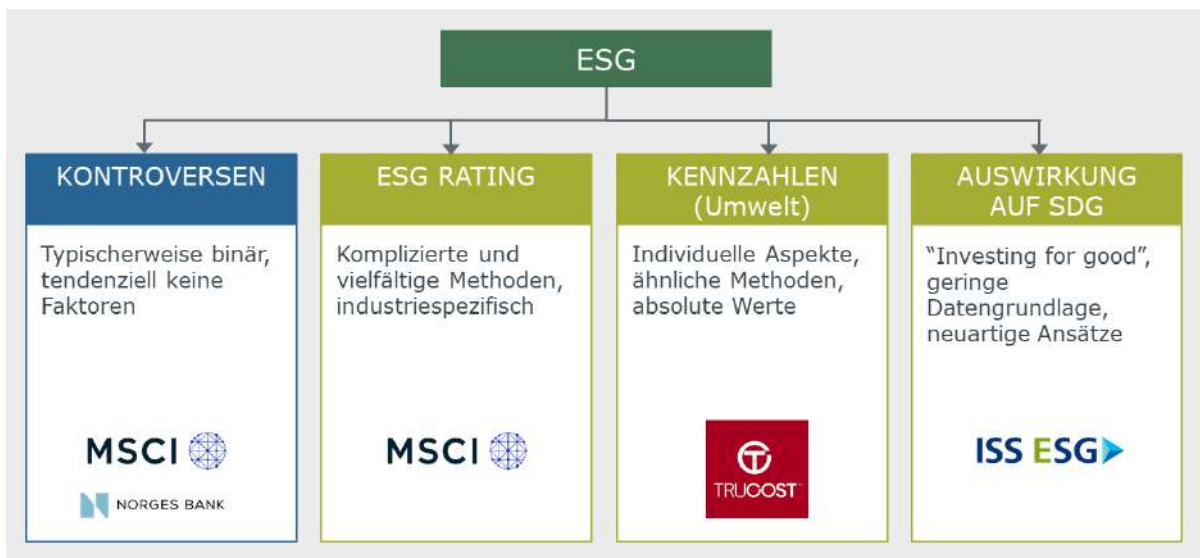 ESG
KONTROVERSEN
Typischerweise binär,
tendenziell keine
Faktoren
MSCI
NORGES BANK
ESG RATING
Komplizierte und
vielfältige Methoden,
industriespezifisch
MSCI
KENNZAHLEN
(Umwelt)
Individuelle Aspekte,
ähnliche Methoden,
absolute Werte
TRUCOST
AUSWIRKUNG
AUF SDG
“Investing for good”,
geringe
Datengrundlage,
neuartige Ansätze
ISS ESG